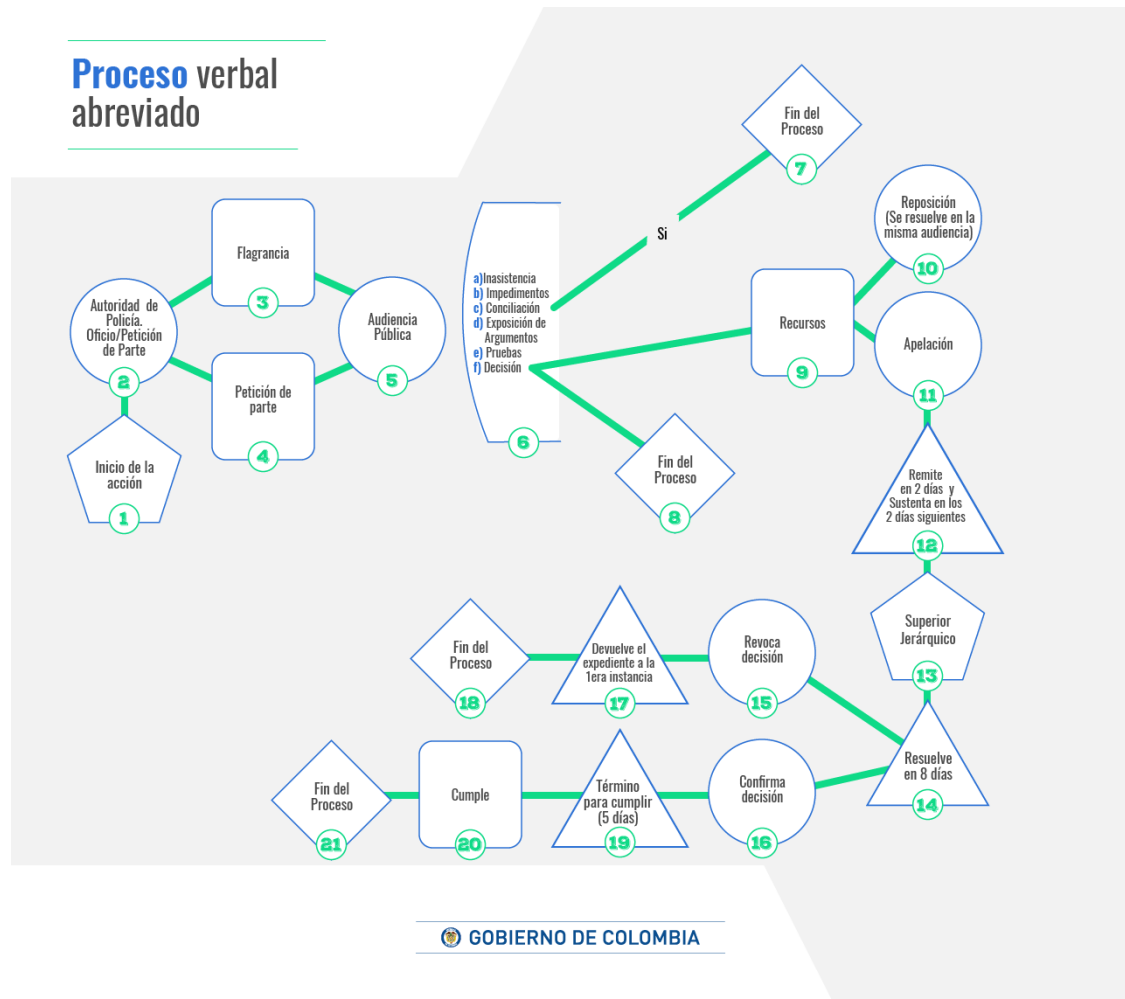 Proceso verbal
abreviado
Inicio de la
acción
1
Autoridad de
Policía.
Oficio/Petición
de Parte
2
Flagrancia
3
Petición de
parte
4
Audiencia
Pública
5
a)Inasistencia
b) Impedimentos
c) Conciliación
d) Exposición de
Argumentos
e) Pruebas
f) Decisión
6
Si
Fin del
Proceso
7
Fin del
Proceso
8
Recursos
9
Reposición
(Se resuelve en la
misma audiencia)
10
Apelación
11
Remite
en 2 días y
Sustenta en los
2 días siguientes
12
Superior
Jerárquico
13
Resuelve
en 8 días
14
Revoca
decisión
15
Confirma
decisión
16
Devuelve el
expediente a la
1era instancia
17
Fin del
Proceso
18
Término
para cumplir
(5 días)
19
Cumple
20
Fin del
Proceso
21
GOBIERNO DE COLOMBIA